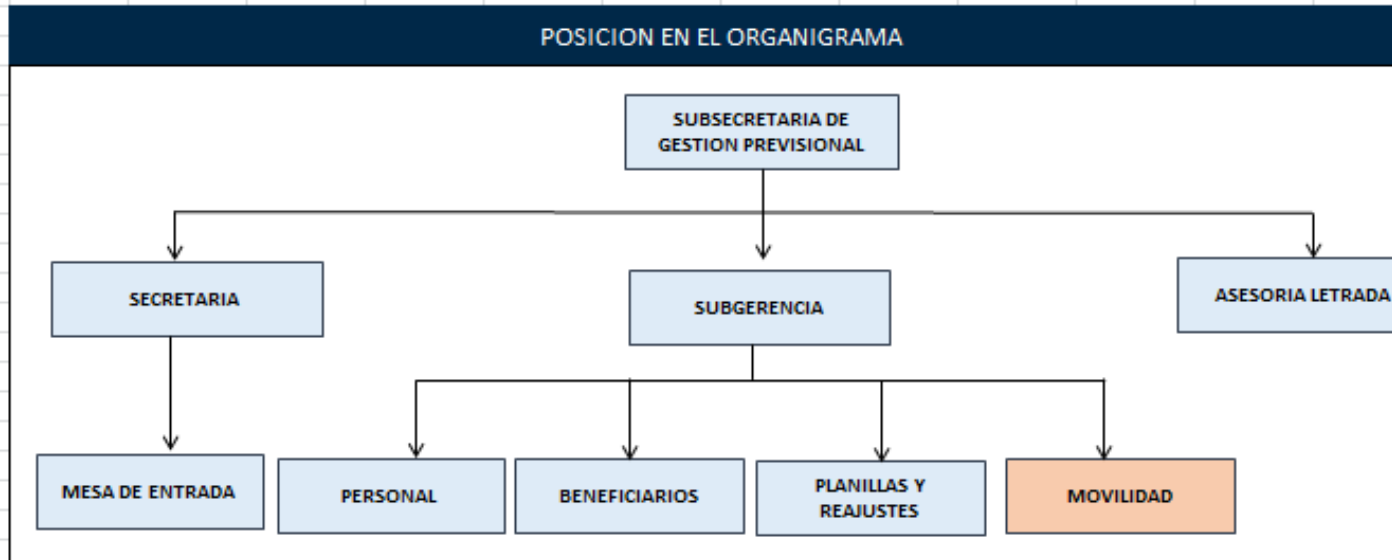 POSICION EN EL ORGANIGRAMA
SUBSECRETARIA DE
GESTION PREVISIONAL
SECRETARIA
SUBGERENCIA
ASESORIA LETRADA
MESA DE ENTRADA
PERSONAL
BENEFICIARIOS
PLANILLAS Y
REAJUSTES
MOVILIDAD